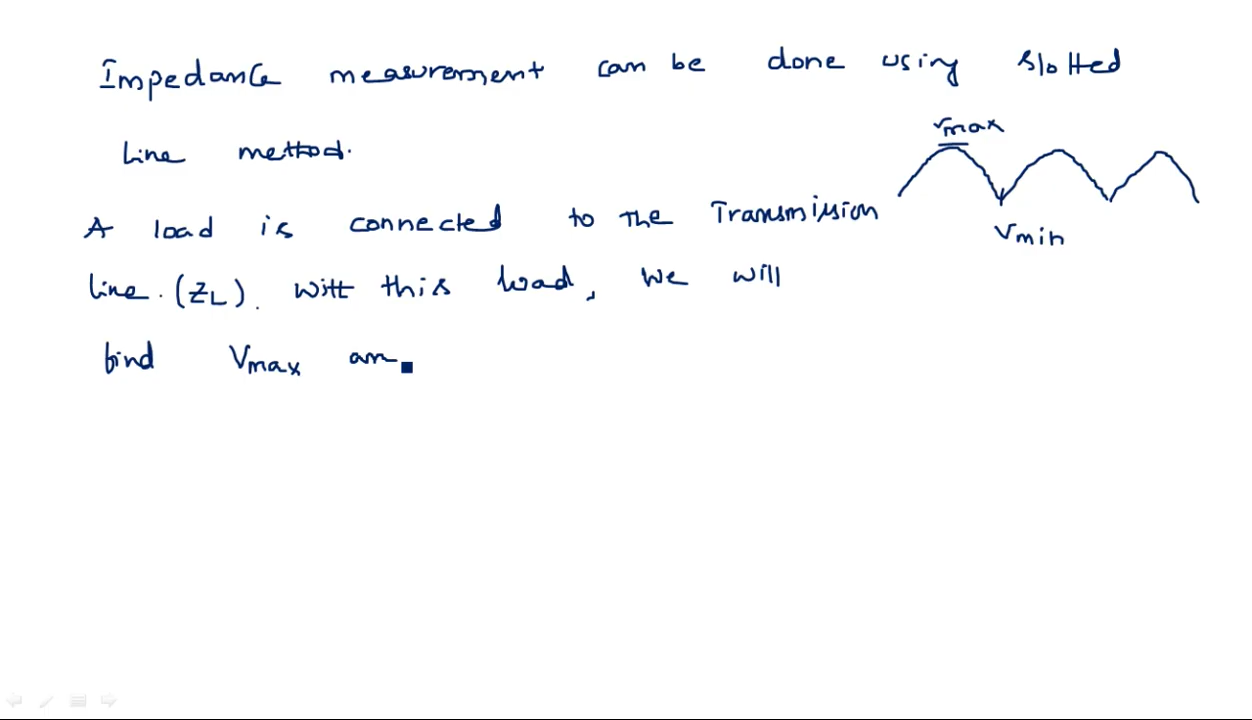 Impedance measurement can be done using slotted
line method.
Vmax
Vmin
A load is connected to the Transmission
line. (ZL). With this load, we will
find Vmax an